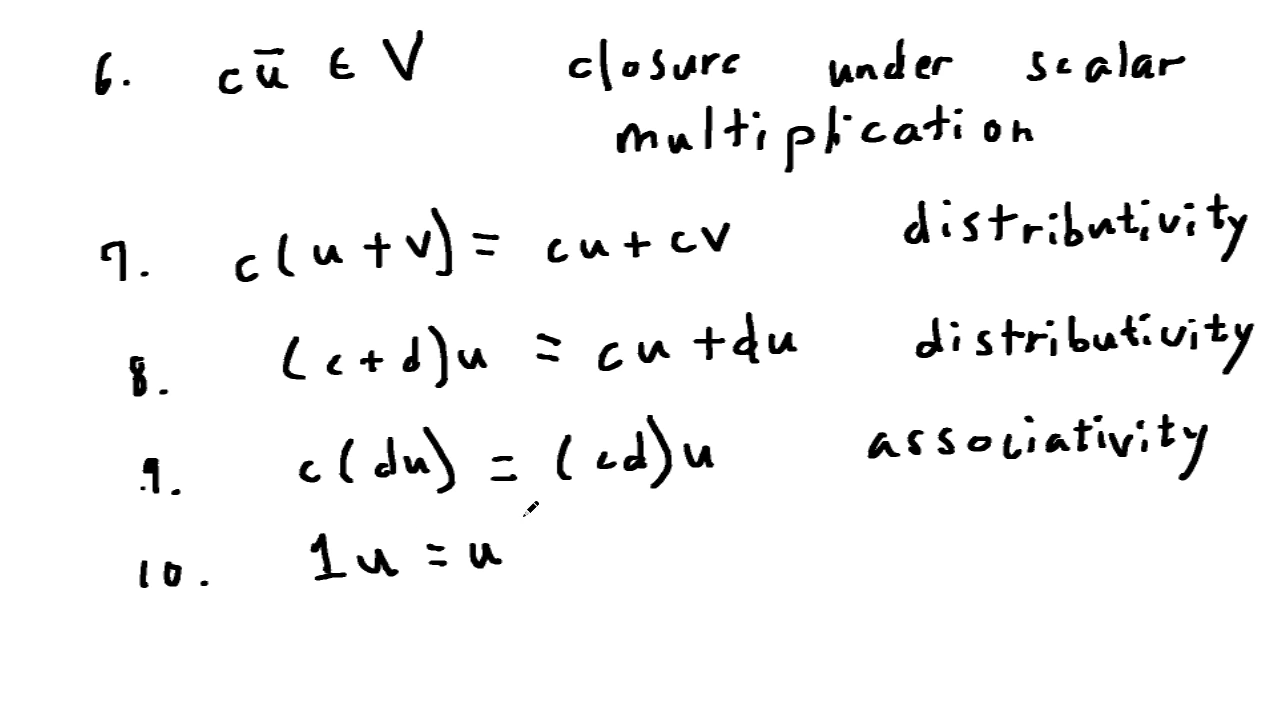 6. cū ∈ V closure under scalar
multiplication
7. c(u+v) = cu+cv distributivity
8. (c+d)u = cu+du distributivity
9. c(du) = (cd)u associativity
10. 1u = u